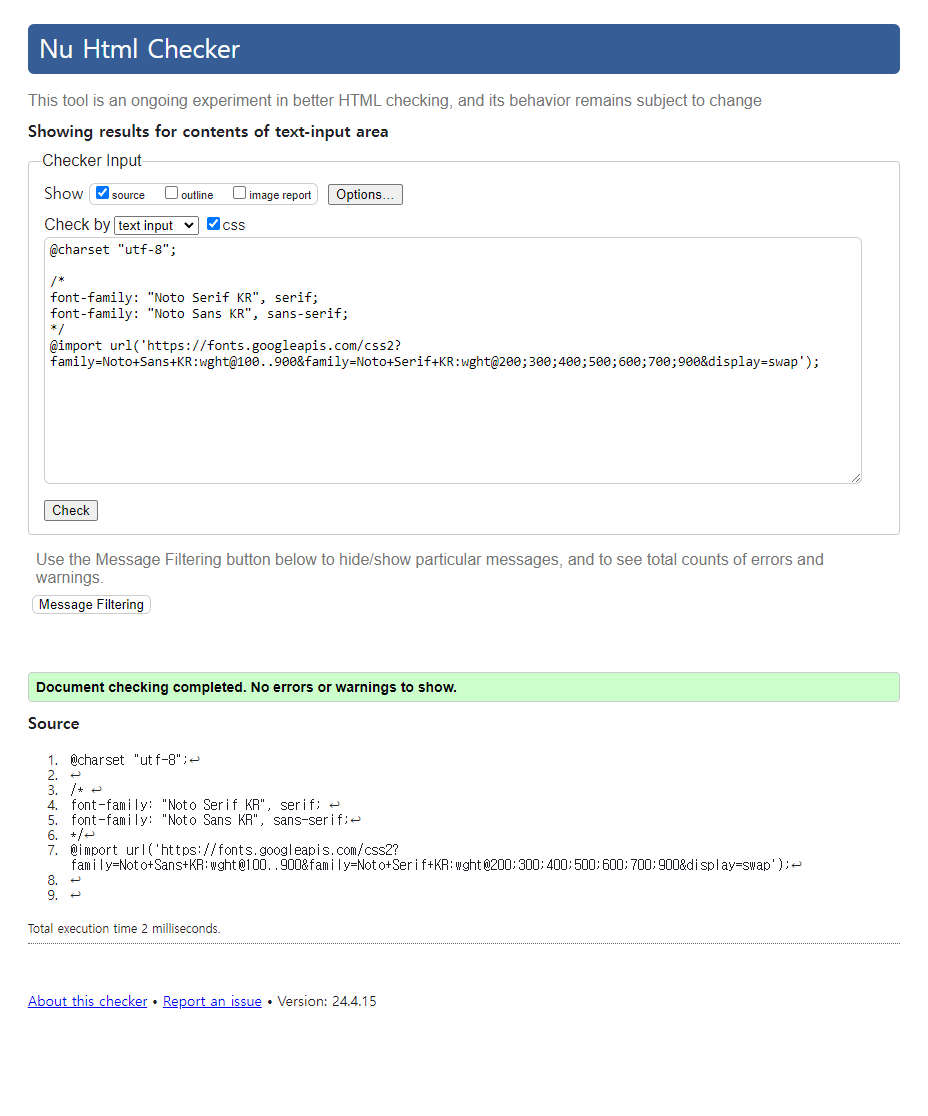 Nu Html Checker
This tool is an ongoing experiment in better HTML checking, and its behavior remains subject to change
Showing results for contents of text-input area
Checker Input
Show source outline image report Options...
Check by text input css
@charset "utf-8";
/*
font-family: "Noto Serif KR", serif;
font-family: "Noto Sans KR", sans-serif;
*/
@import url('https://fonts.googleapis.com/css2?
family=Noto+Sans+KR:wght@100..900&family=Noto+Serif+KR:wght@200;300;400;500;600;700;900&display=swap');
Check
Use the Message Filtering button below to hide/show particular messages, and to see total counts of errors and
warnings.
Message Filtering
Document checking completed. No errors or warnings to show.
Source
1. @charset "utf-8";↩
2. ↩
3. /* ↩
4. font-family: "Noto Serif KR", serif; ↩
5. font-family: "Noto Sans KR", sans-serif;↩
6. */↩
7. @import url('https://fonts.googleapis.com/css2?
family=Noto+Sans+KR:wght@100..900&family=Noto+Serif+KR:wght@200;300;400;500;600;700;900&display=swap');↩
8. ↩
9. ↩
Total execution time 2 milliseconds.
About this checker • Report an issue • Version: 24.4.15